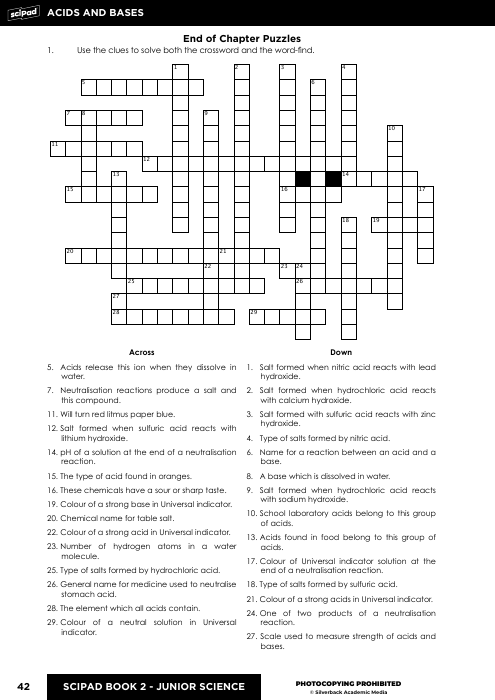 scipad ACIDS AND BASES
End of Chapter Puzzles
1. Use the clues to solve both the crossword and the word-find.
1
2
3
4
5
6
7
8
9
10
11
12
13
14
15
16
17
18
19
20
21
22
23
24
25
26
27
28
29
Across
5. Acids release this ion when they dissolve in
water.
7. Neutralisation reactions produce a salt and
this compound.
11. Will turn red litmus paper blue.
12. Salt formed when sulfuric acid reacts with
lithium hydroxide.
14. pH of a solution at the end of a neutralisation
reaction.
15. The type of acid found in oranges.
16. These chemicals have a sour or sharp taste.
19. Colour of a strong base in Universal indicator.
20. Chemical name for table salt.
22. Colour of a strong acid in Universal indicator.
23. Number of hydrogen atoms in a water
molecule.
25. Type of salts formed by hydrochloric acid.
26. General name for medicine used to neutralise
stomach acid.
28. The element which all acids contain.
29. Colour of a neutral solution in Universal
indicator.
Down
1. Salt formed when nitric acid reacts with lead
hydroxide.
2. Salt formed when hydrochloric acid reacts
with calcium hydroxide.
3. Salt formed with sulfuric acid reacts with zinc
hydroxide.
4. Type of salts formed by nitric acid.
6. Name for a reaction between an acid and a
base.
8. A base which is dissolved in water.
9. Salt formed when hydrochloric acid reacts
with sodium hydroxide.
10. School laboratory acids belong to this group
of acids.
13. Acids found in food belong to this group of
acids.
17. Colour of Universal indicator solution at the
end of a neutralisation reaction.
18. Type of salts formed by sulfuric acid.
21. Colour of a strong acids in Universal indicator.
24. One of two products of a neutralisation
reaction.
27. Scale used to measure strength of acids and
bases.
42 SCIPAD BOOK 2 - JUNIOR SCIENCE
PHOTOCOPYING PROHIBITED
© Silverback Academic Media